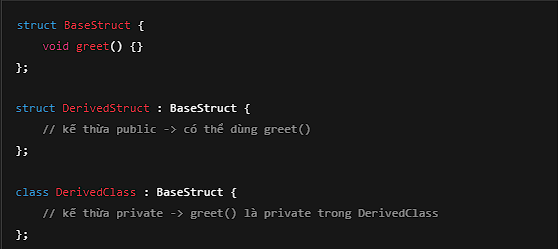 struct BaseStruct {
    void greet() {}
};
struct DerivedStruct : BaseStruct {
    // kế thừa public -> có thể dùng greet()
};
class DerivedClass : BaseStruct {
    // kế thừa private -> greet() là private trong DerivedClass
};